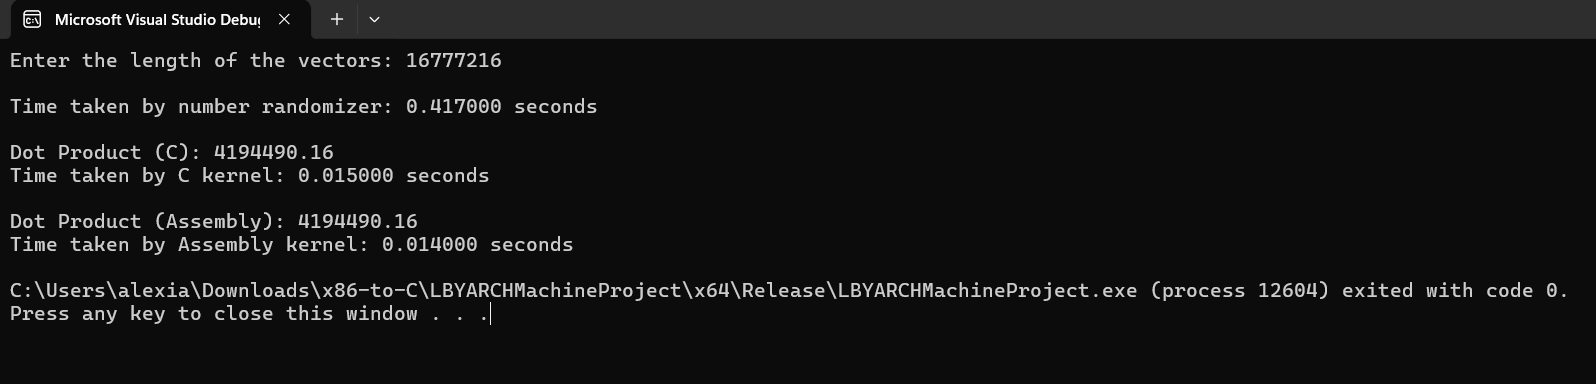 Microsoft Visual Studio Debug
Enter the length of the vectors: 16777216
Time taken by number randomizer: 0.417000 seconds
Dot Product (C): 4194490.16
Time taken by C kernel: 0.015000 seconds
Dot Product (Assembly): 4194490.16
Time taken by Assembly kernel: 0.014000 seconds
C:\Users\alexia\Downloads\x86-to-C\LBYARCHMachineProject\x64\Release\LBYARCHMachineProject.exe (process 12604) exited with code 0.
Press any key to close this window . . .